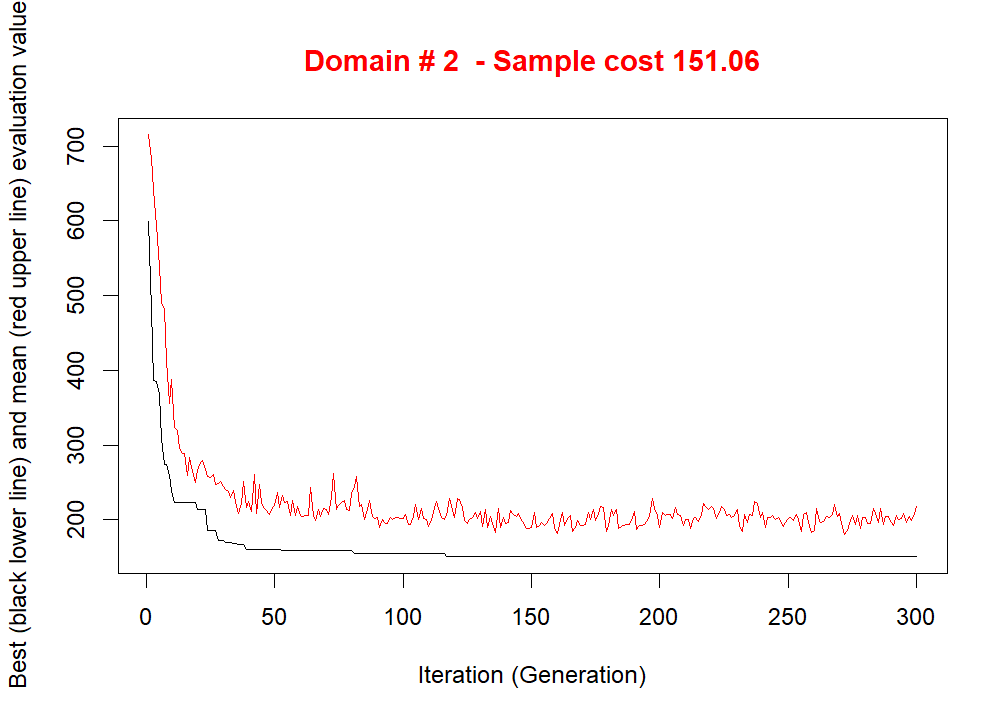 Domain # 2  - Sample cost 151.06
Best (black lower line) and mean (red upper line) evaluation value
700
600
500
400
300
200
0 50 100 150 200 250 300
Iteration (Generation)